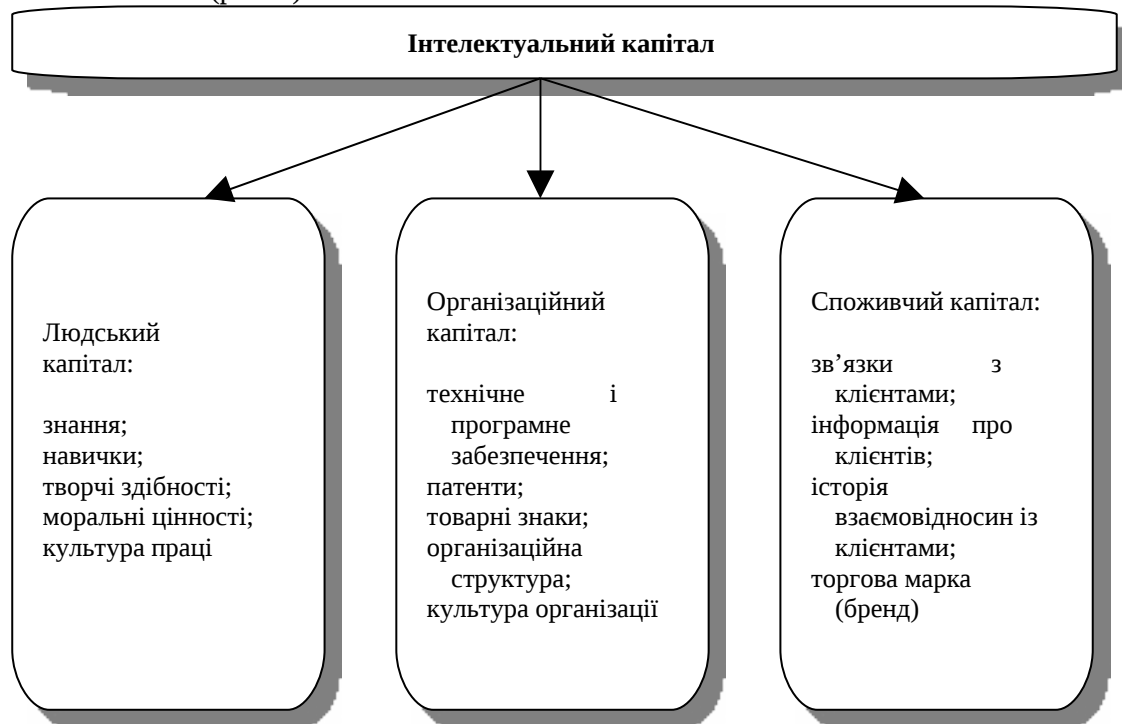 Інтелектуальний капітал
Людський
капітал:
знання;
навички;
творчі здібності;
моральні цінності;
культура праці
Організаційний
капітал:
технічне і
програмне
забезпечення;
патенти;
товарні знаки;
організаційна
структура;
культура організації
Споживчий капітал:
зв’язки з
клієнтами;
інформація про
клієнтів;
історія
взаємовідносин із
клієнтами;
торгова марка
(бренд)